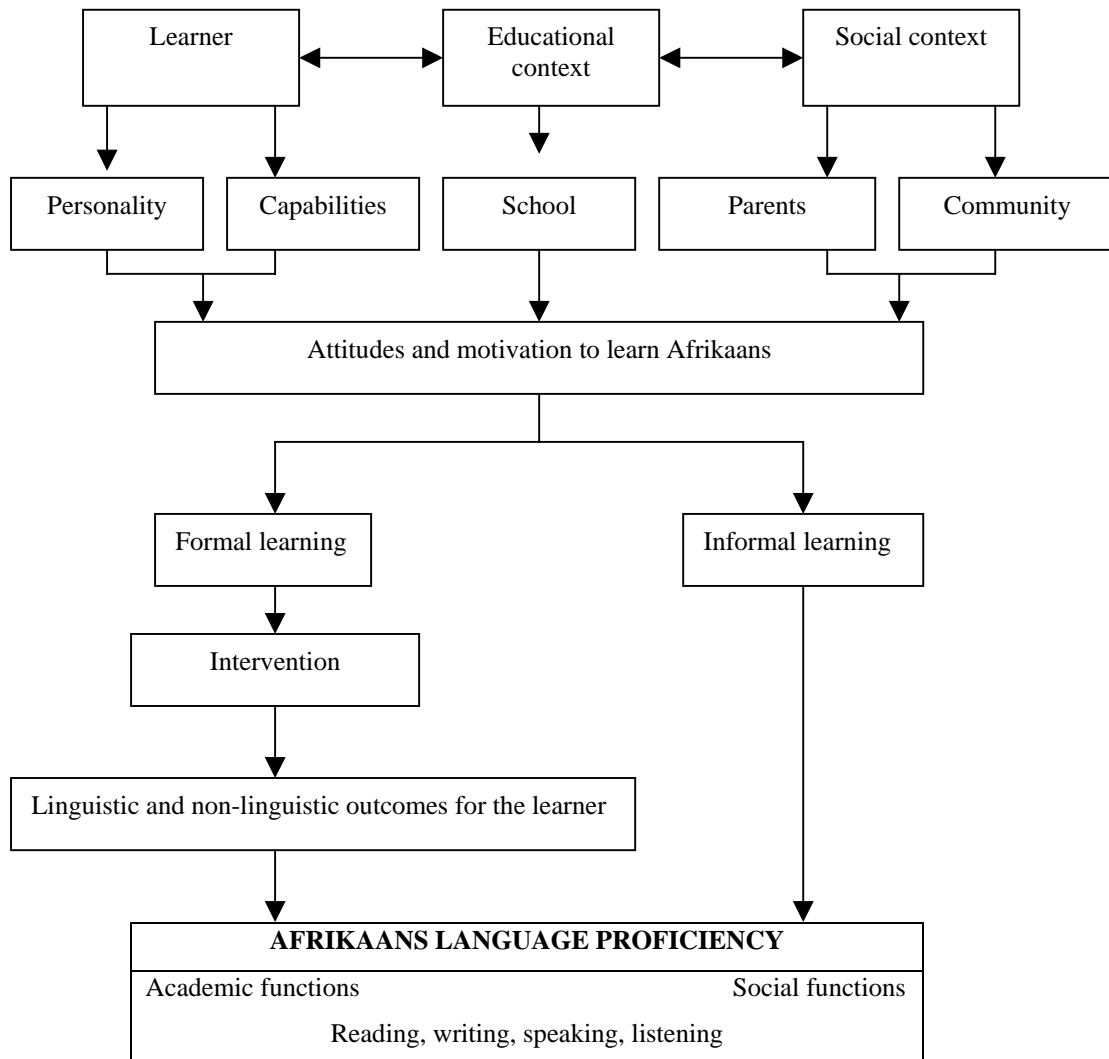 Learner
Educational
context
Social context
Personality
Capabilities
School
Parents
Community
Attitudes and motivation to learn Afrikaans
Formal learning
Informal learning
Intervention
Linguistic and non-linguistic outcomes for the learner
AFRIKAANS LANGUAGE PROFICIENCY
Academic functions
Social functions
Reading, writing, speaking, listening